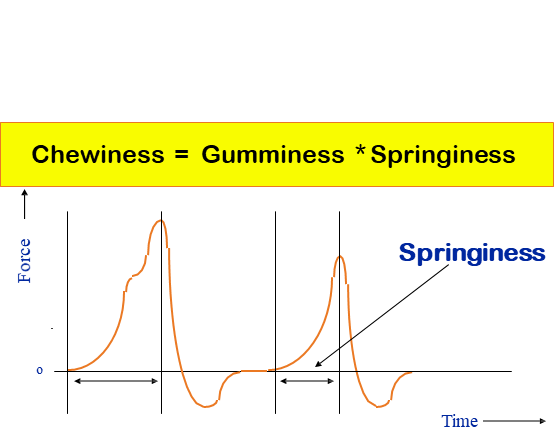 Chewiness = Gumminess * Springiness
Force
Springiness
o
Time